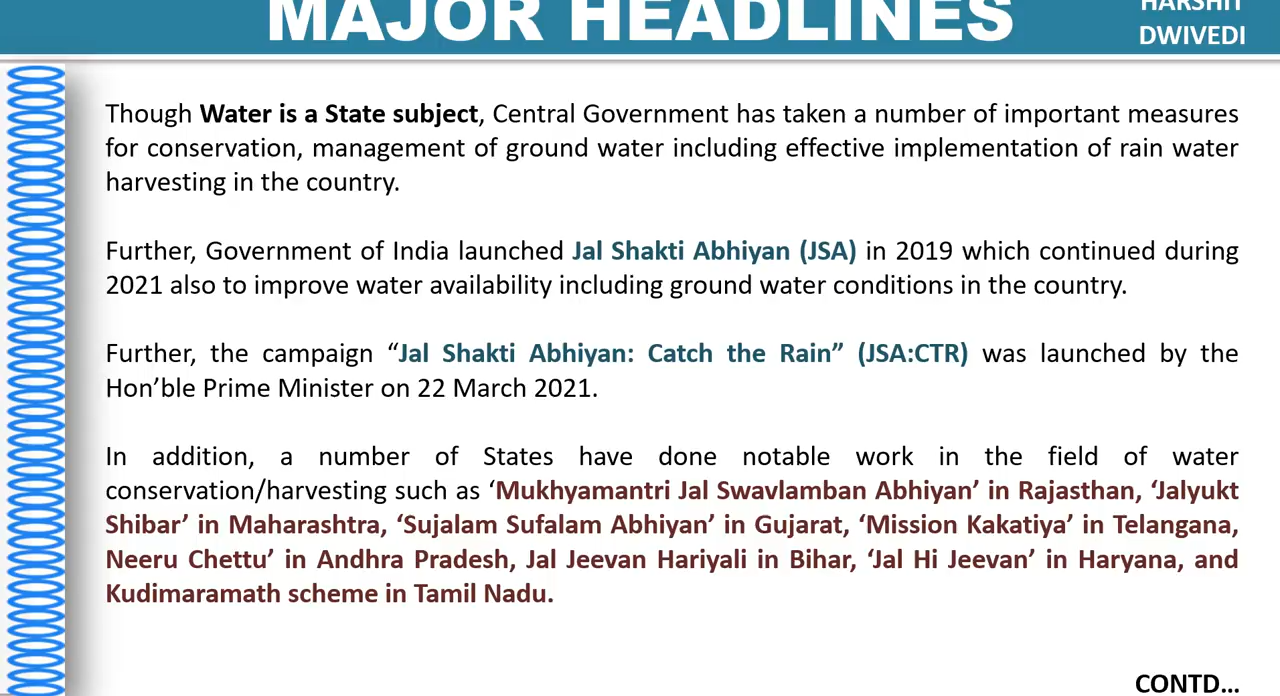 MAJOR HEADLINES
HARSHIT
DWIVEDI
Though Water is a State subject, Central Government has taken a number of important measures
for conservation, management of ground water including effective implementation of rain water
harvesting in the country.
Further, Government of India launched Jal Shakti Abhiyan (JSA) in 2019 which continued during
2021 also to improve water availability including ground water conditions in the country.
Further, the campaign “Jal Shakti Abhiyan: Catch the Rain” (JSA:CTR) was launched by the
Hon’ble Prime Minister on 22 March 2021.
In addition, a number of States have done notable work in the field of water
conservation/harvesting such as ‘Mukhyamantri Jal Swavlamban Abhiyan’ in Rajasthan, ‘Jalyukt
Shibar’ in Maharashtra, ‘Sujalam Sufalam Abhiyan’ in Gujarat, ‘Mission Kakatiya’ in Telangana,
Neeru Chettu’ in Andhra Pradesh, Jal Jeevan Hariyali in Bihar, ‘Jal Hi Jeevan’ in Haryana, and
Kudimaramath scheme in Tamil Nadu.
CONTD...